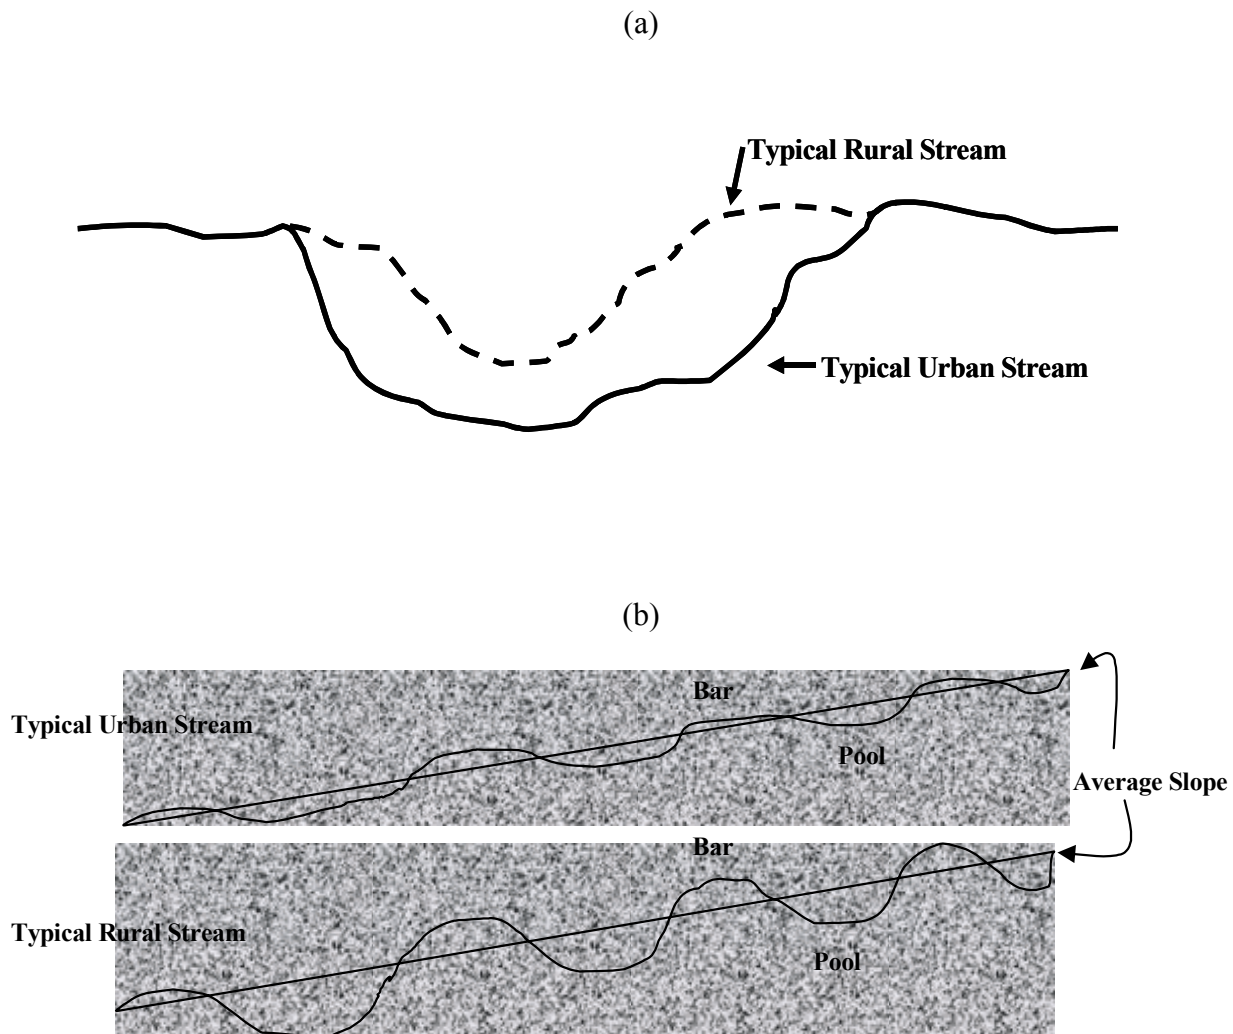 (a)
Typical Rural Stream
Typical Urban Stream
(b)
Bar
Typical Urban Stream
Pool
Average Slope
Bar
Typical Rural Stream
Pool